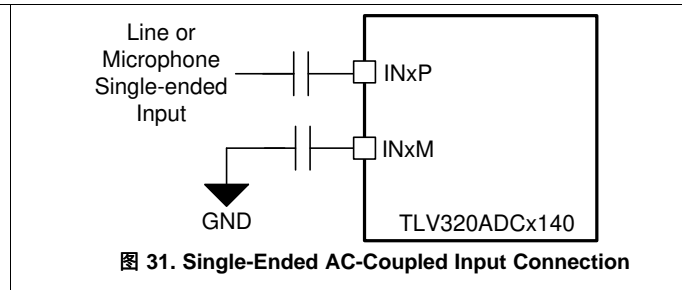 Line or
Microphone
Single-ended
Input
INxP
INxM
GND
TLV320ADCx140
图 31. Single-Ended AC-Coupled Input Connection